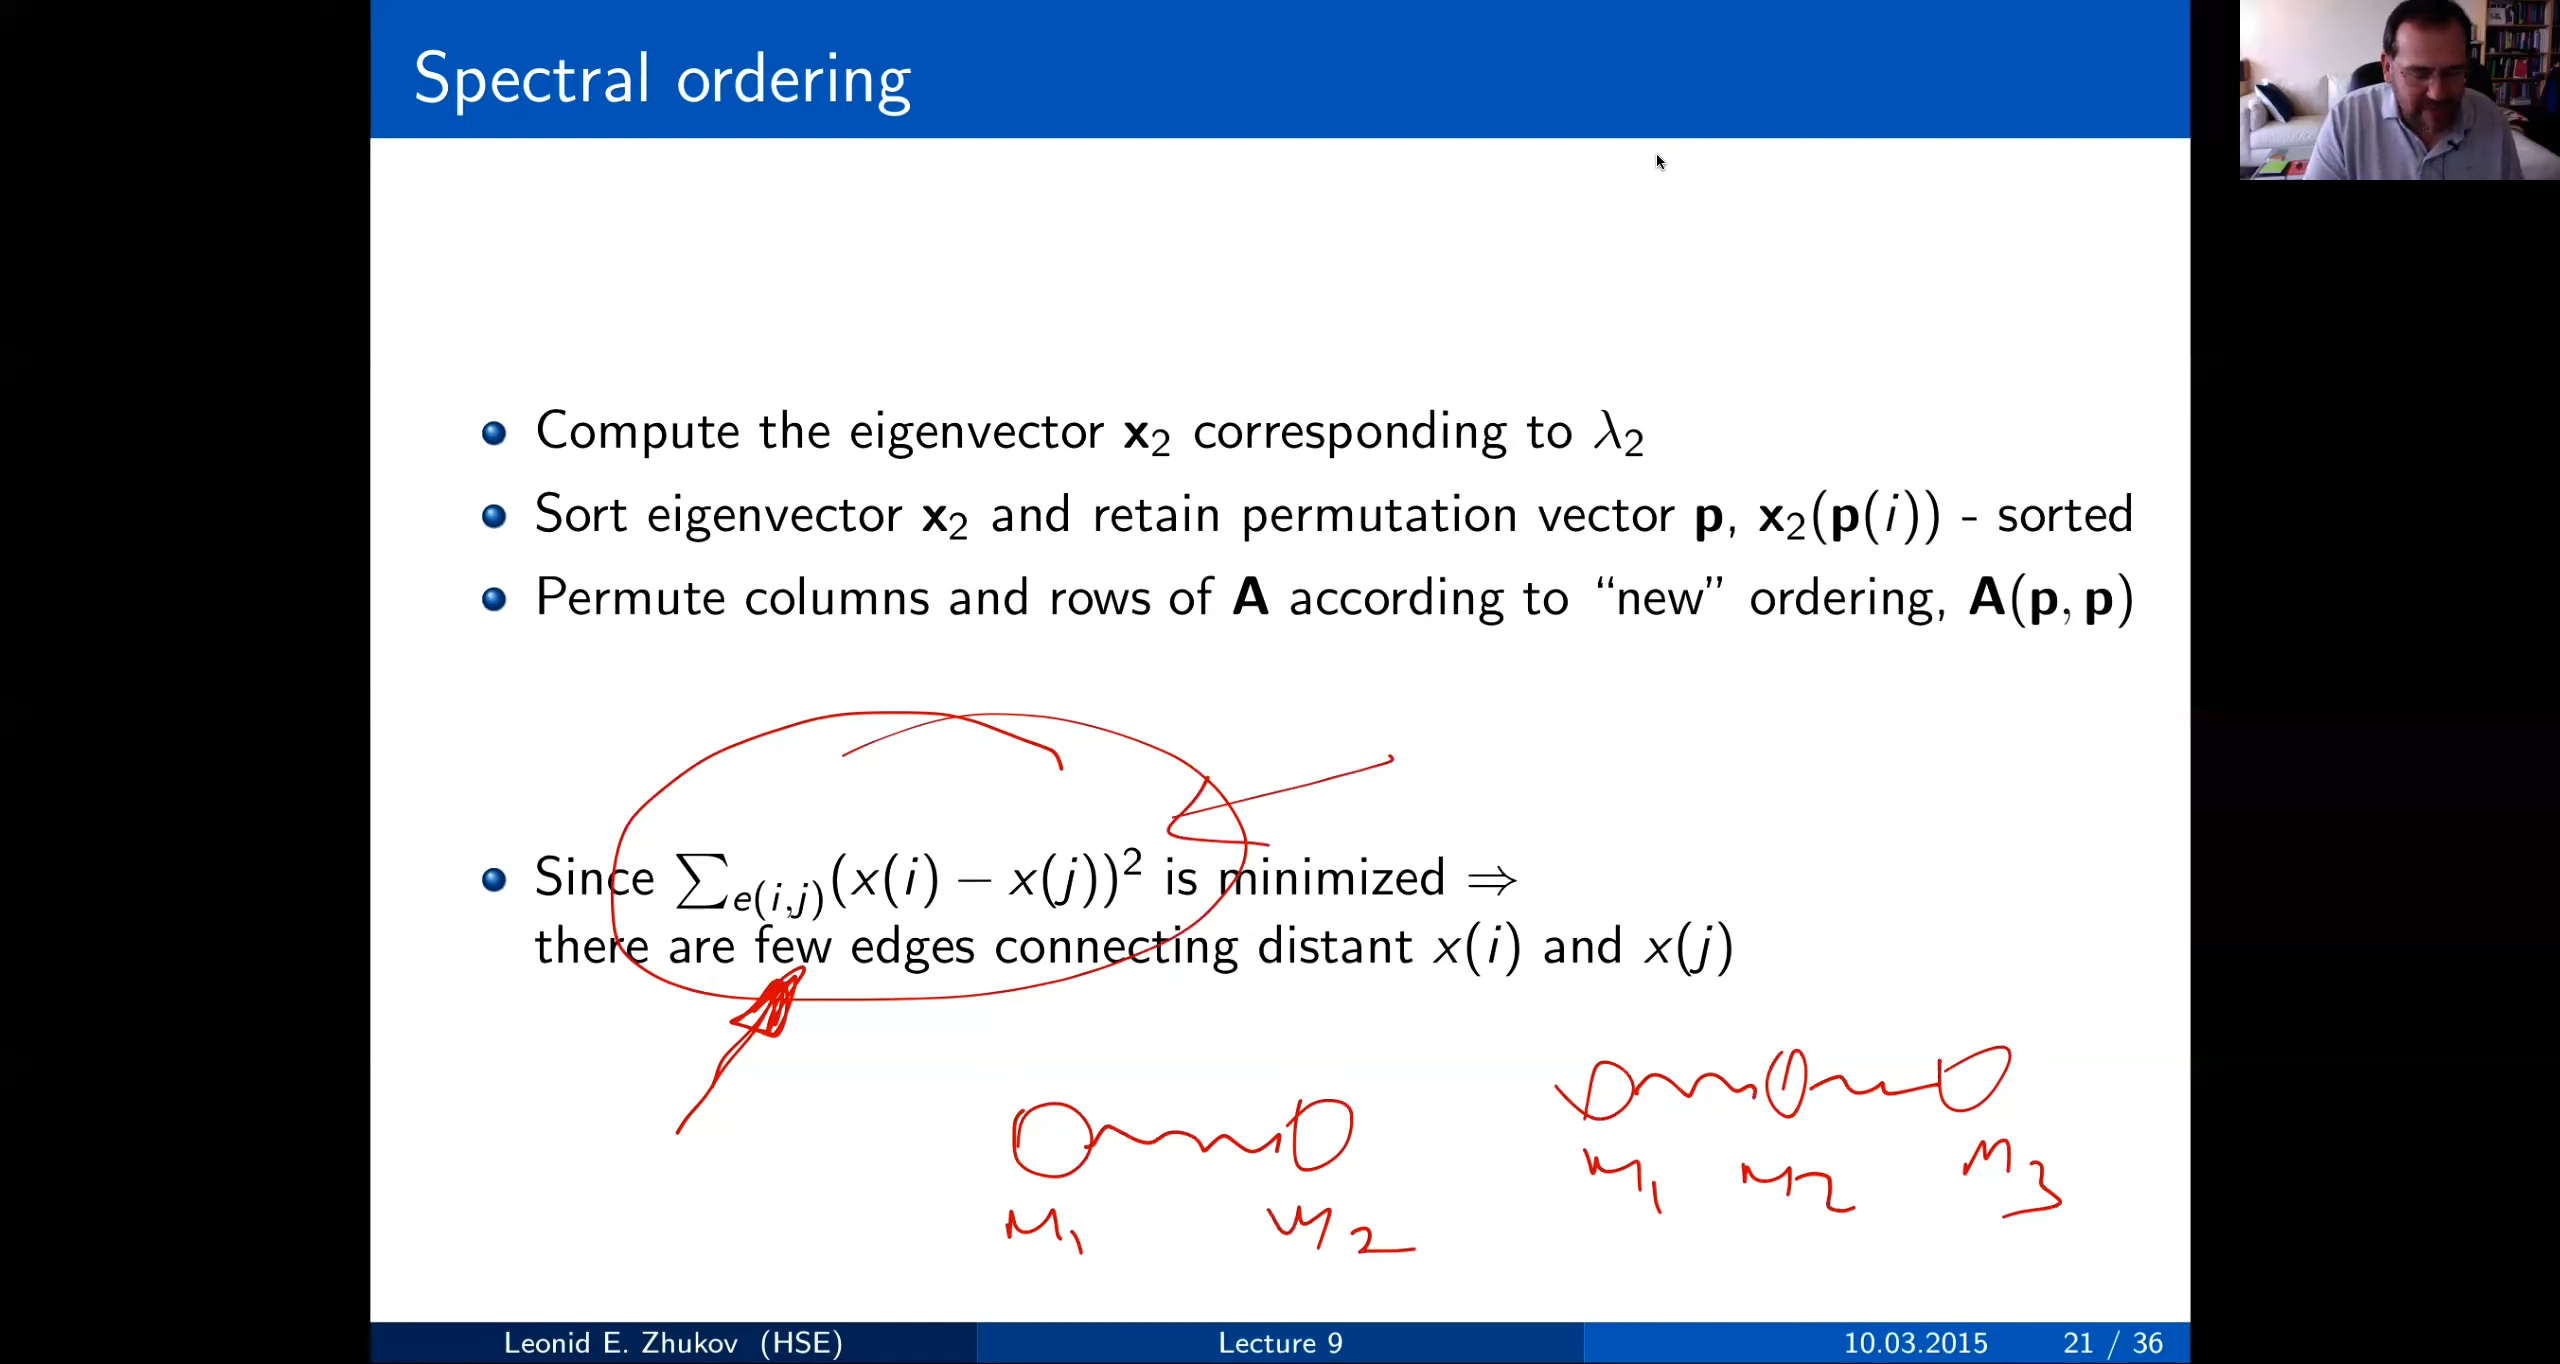 Spectral ordering
Compute the eigenvector x₂ corresponding to λ₂
Sort eigenvector x₂ and retain permutation vector p, x₂(p(i)) - sorted
Permute columns and rows of A according to “new” ordering, A(p, p)
Since ∑e(i,j)(x(i) − x(j))² is minimized ⇒
there are few edges connecting distant x(i) and x(j)
m₁ m₂ m₃
m₁ m₂
Leonid E. Zhukov (HSE) Lecture 9 10.03.2015 21 / 36